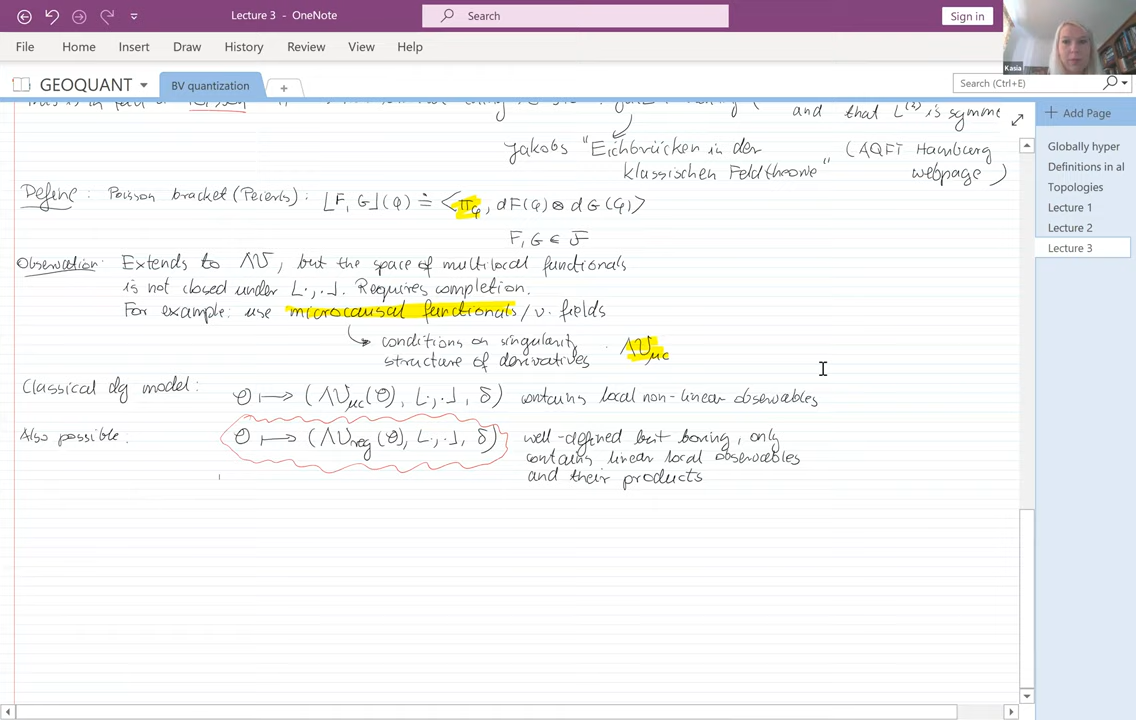 Lecture 3 - OneNote
Search
Sign in
File Home Insert Draw History Review View Help
Kasia
GEOQUANT
BV quantization
Search (Ctrl+E)
Add Page
Globally hyper
Definitions in al
Topologies
Lecture 1
Lecture 2
Lecture 3
and that L⁽²⁾ is symme
Jakobs "Eichbrücken in der klassischen Feldtheorie" (AQFT Hamburg webpage)
Define: Poisson bracket (Peierls): ⌊F, G⌋(φ) ≐ <Π_φ, dF(φ) ⊗ dG(φ)>
F, G ∈ F
Observation: Extends to ΛV, but the space of multilocal functionals
is not closed under ⌊·,·⌋. Requires completion.
For example: use microcausal functionals / v. fields
↳ conditions on singularity structure of derivatives · ΛV_μc
Classical dg model: O ↦ (ΛV_μc(O), ⌊·,·⌋, δ) contains local non-linear observables
Also possible: O ↦ (ΛV_reg(O), ⌊·,·⌋, δ) well-defined but boring, only
contains linear local observables
and their products